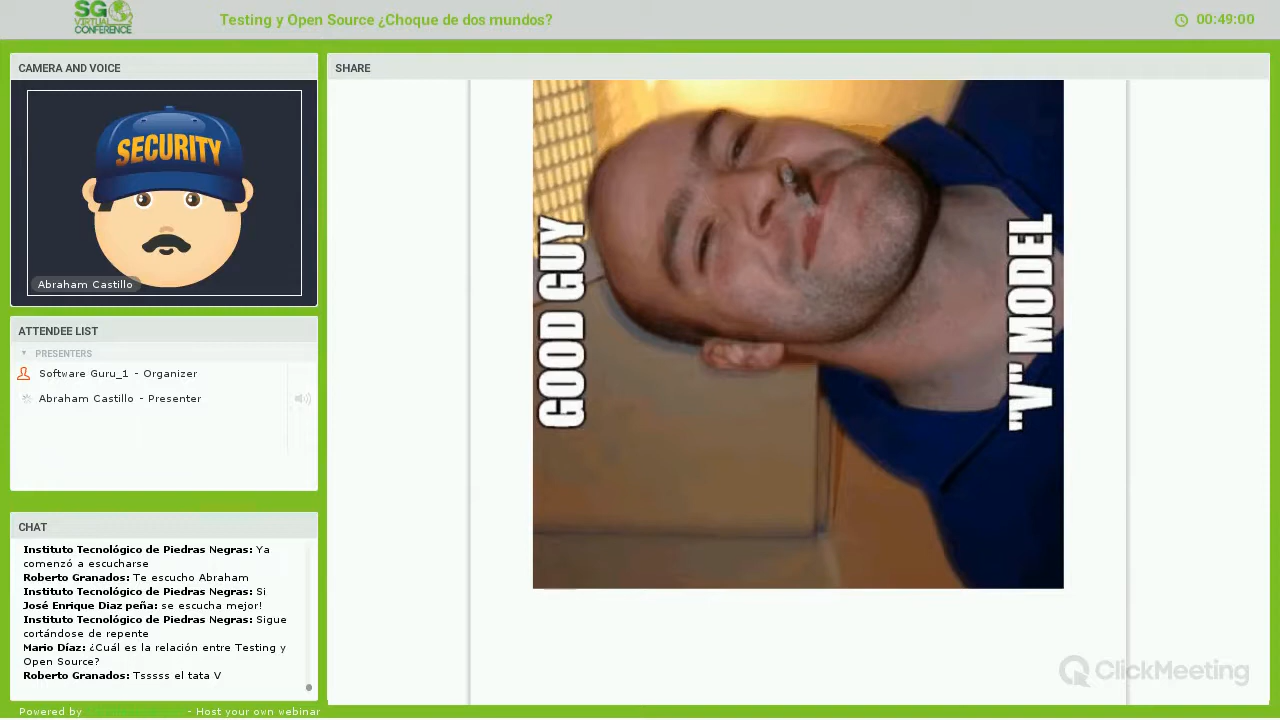 SG
VIRTUAL
CONFERENCE
Testing y Open Source ¿Choque de dos mundos?
00:49:00
CAMERA AND VOICE
SECURITY
Abraham Castillo
ATTENDEE LIST
PRESENTERS
Software Guru_1 - Organizer
Abraham Castillo - Presenter
CHAT
Instituto Tecnológico de Piedras Negras: Ya
comenzó a escucharse
Roberto Granados: Te escucho Abraham
Instituto Tecnológico de Piedras Negras: Si
José Enrique Diaz peña: se escucha mejor!
Instituto Tecnológico de Piedras Negras: Sigue
cortándose de repente
Mario Díaz: ¿Cuál es la relación entre Testing y
Open Source?
Roberto Granados: Tsssss el tata V
Powered by - Host your own webinar
SHARE
GOOD GUY
"V" MODEL
ClickMeeting